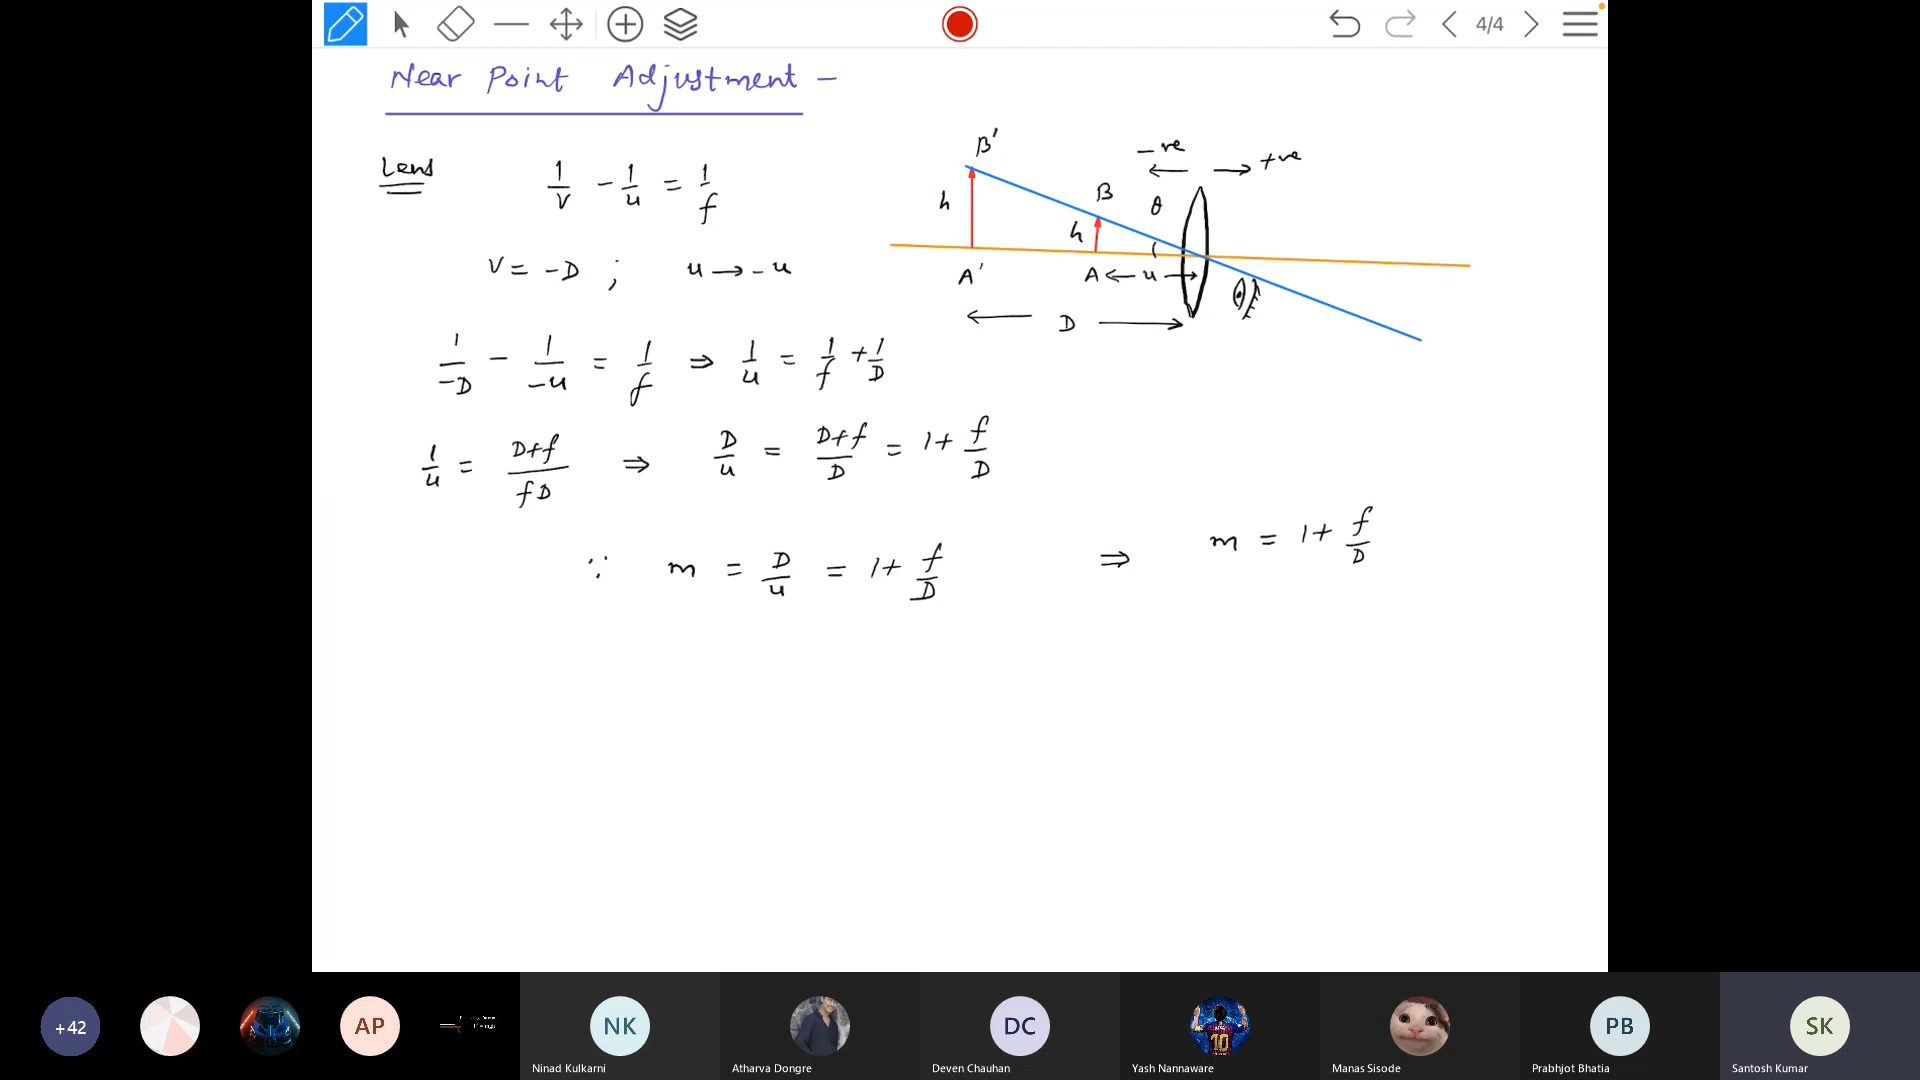 4/4
Near Point Adjustment -
Lens
1/v - 1/u = 1/f
v = -D ; u → -u
1/-D - 1/-u = 1/f ⇒ 1/u = 1/f + 1/D
1/u = D+f/fD ⇒ D/u = D+f/D = 1+ f/D
∵ m = D/u = 1+ f/D ⇒ m = 1+ f/D
B'
-ve
+ve
←
→
h
B
θ
h
A'
A ← u →
← D →
+42
AP
NK
DC
10
PB
SK
Ninad Kulkarni
Atharva Dongre
Deven Chauhan
Yash Nannaware
Manas Sisode
Prabhjot Bhatia
Santosh Kumar